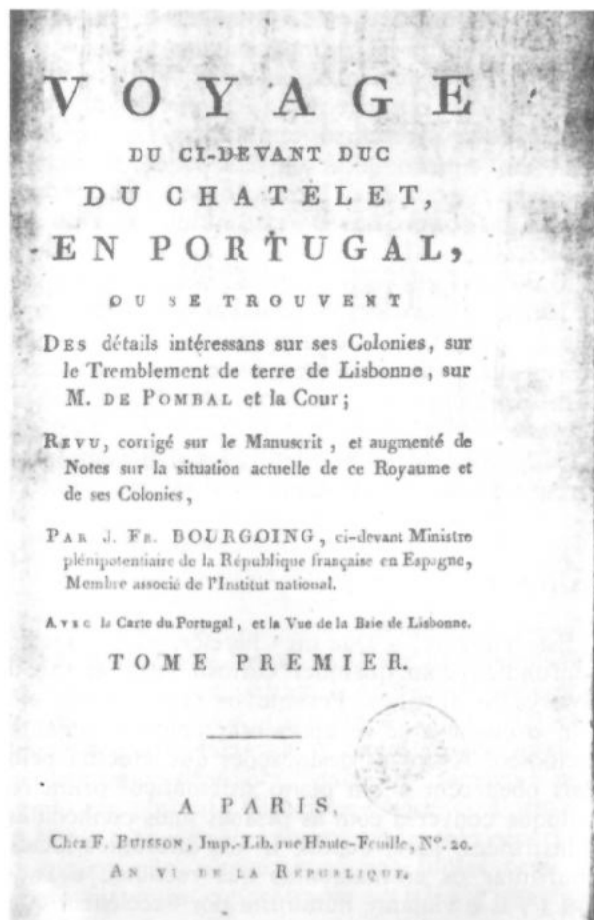 VOYAGE
DU CI-DEVANT DUC
DU CHATELET,
EN PORTUGAL,
OU SE TROUVENT
DES détails intéressans sur ses Colonies, sur
le Tremblement de terre de Lisbonne, sur
M. DE POMBAL et la Cour;
REVU, corrigé sur le Manuscrit, et augmenté de
Notes sur la situation actuelle de ce Royaume et
de ses Colonies,
PAR J. FR. BOURGOING, ci-devant Ministre
plénipotentiaire de la République française en Espagne,
Membre associé de l'Institut national.
AVEC la Carte du Portugal, et la Vue de la Baie de Lisbonne.
TOME PREMIER.
A PARIS,
Chez F. BUISSON, Imp.-Lib. rue Haute-Feuille, Nº. 20.
AN VI DE LA RÉPUBLIQUE.